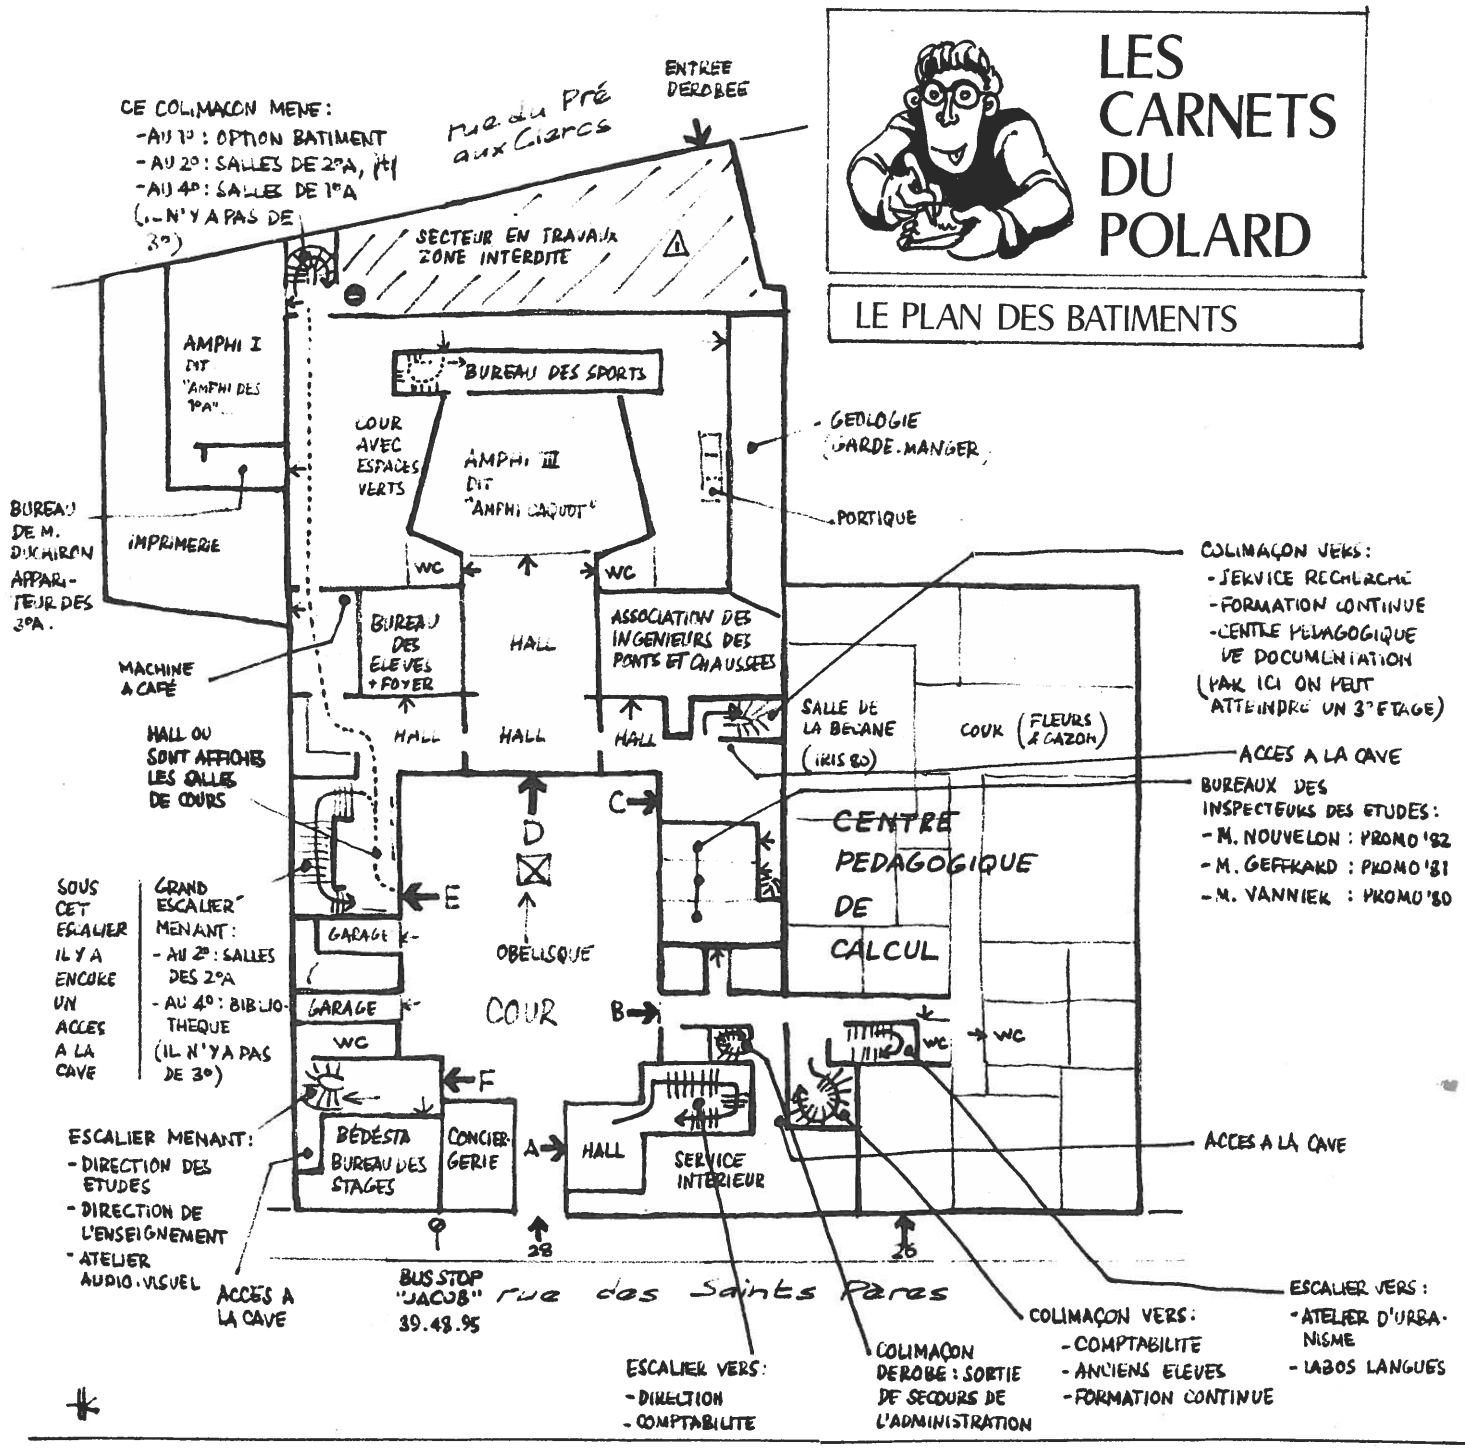 LES
CARNETS
DU
POLARD
LE PLAN DES BATIMENTS
ENTREE
DEROBEE
rue du Pré
aux Clercs
CE COLIMAÇON MENE :
- AU 1º : OPTION BATIMENT
- AU 2º : SALLES DE 2ºA,
- AU 4º : SALLES DE 1ºA
(IL N'Y A PAS DE
3º)
SECTEUR EN TRAVAUX
ZONE INTERDITE
AMPHI I
DIT
"AMPHI DES
1ºA"
BUREAU DES SPORTS
COUR
AVEC
ESPACES
VERTS
AMPHI III
DIT
"AMPHI CAQUOT"
- GEOLOGIE
(GARDE-MANGER)
PORTIQUE
BUREAU
DE M.
DUCHIRON
APPARI-
TEUR DES
3ºA.
IMPRIMERIE
WC
WC
COLIMAÇON VERS :
- SERVICE RECHERCHE
- FORMATION CONTINUE
- CENTRE PEDAGOGIQUE
DE DOCUMENTATION
(PAR ICI ON PEUT
ATTEINDRE UN 3º ETAGE)
BUREAU
DES
ELEVES
+ FOYER
HALL
ASSOCIATION DES
INGENIEURS DES
PONTS ET CHAUSSEES
MACHINE
A CAFÉ
HALL
HALL
HALL
SALLE DE
LA BECANE
(IRIS 80)
COUR (FLEURS
& GAZON)
HALL OU
SONT AFFICHES
LES SALLES
DE COURS
ACCES A LA CAVE
BUREAUX DES
INSPECTEURS DES ETUDES :
- M. NOUVELON : PROMO '82
- M. GEFFRARD : PROMO '81
- M. VANNIER : PROMO '80
C
D
E
CENTRE
PEDAGOGIQUE
DE
CALCUL
SOUS
CET
ESCALIER
IL Y A
ENCORE
UN
ACCES
A LA
CAVE
GRAND
ESCALIER
MENANT :
- AU 2º : SALLES
DES 2ºA
- AU 4º : BIBLIO-
THEQUE
(IL N'Y A PAS
DE 3º)
GARAGE
OBELISQUE
GARAGE
COUR
B
WC
WC
WC
F
ESCALIER MENANT :
- DIRECTION DES
ETUDES
- DIRECTION DE
L'ENSEIGNEMENT
- ATELIER
AUDIO-VISUEL
BÉDÉSTA
BUREAU DES
STAGES
CONCIER-
GERIE
A
HALL
SERVICE
INTERIEUR
ACCES A LA CAVE
28
26
ACCES A
LA CAVE
BUS STOP
"JACOB"
39.48.95
rue des Saints Pères
ESCALIER VERS :
- DIRECTION
- COMPTABILITE
COLIMAÇON
DEROBE : SORTIE
DE SECOURS DE
L'ADMINISTRATION
COLIMAÇON VERS :
- COMPTABILITE
- ANCIENS ELEVES
- FORMATION CONTINUE
ESCALIER VERS :
- ATELIER D'URBA-
NISME
- LABOS LANGUES